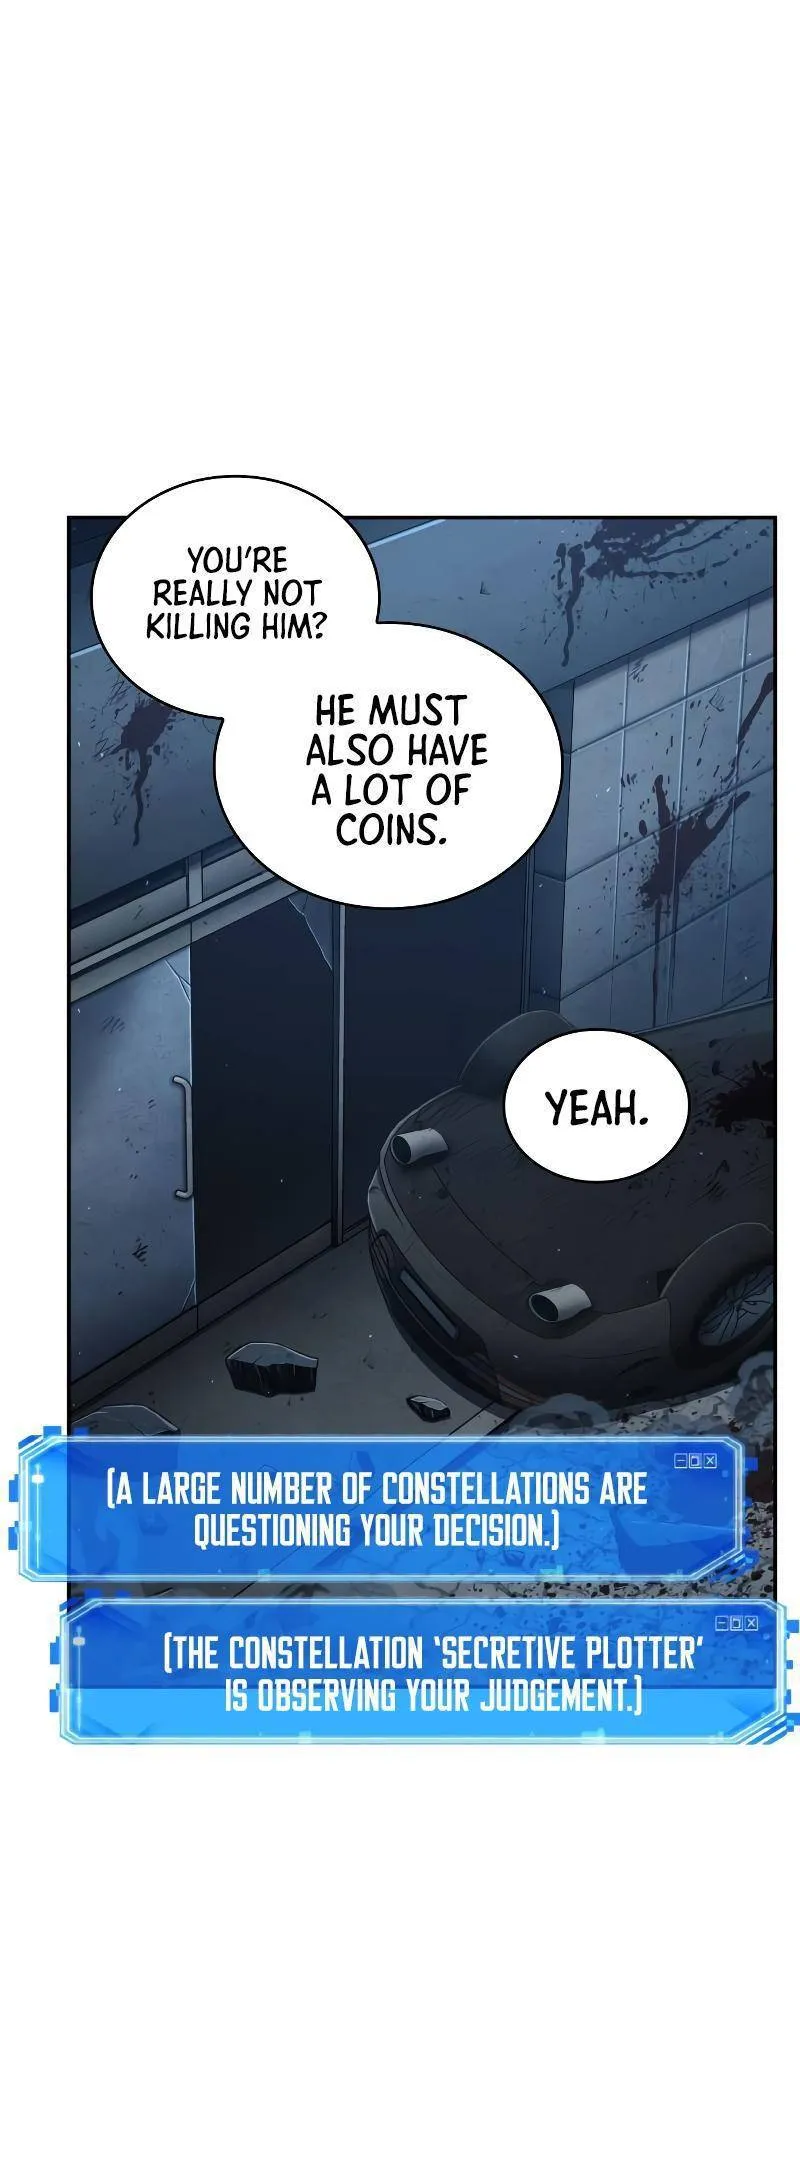 YOU'RE
REALLY NOT
KILLING HIM?
HE MUST
ALSO HAVE
A LOT OF
COINS.
YEAH.
[A LARGE NUMBER OF CONSTELLATIONS ARE
QUESTIONING YOUR DECISION.]
[THE CONSTELLATION 'SECRETIVE PLOTTER'
IS OBSERVING YOUR JUDGEMENT.]